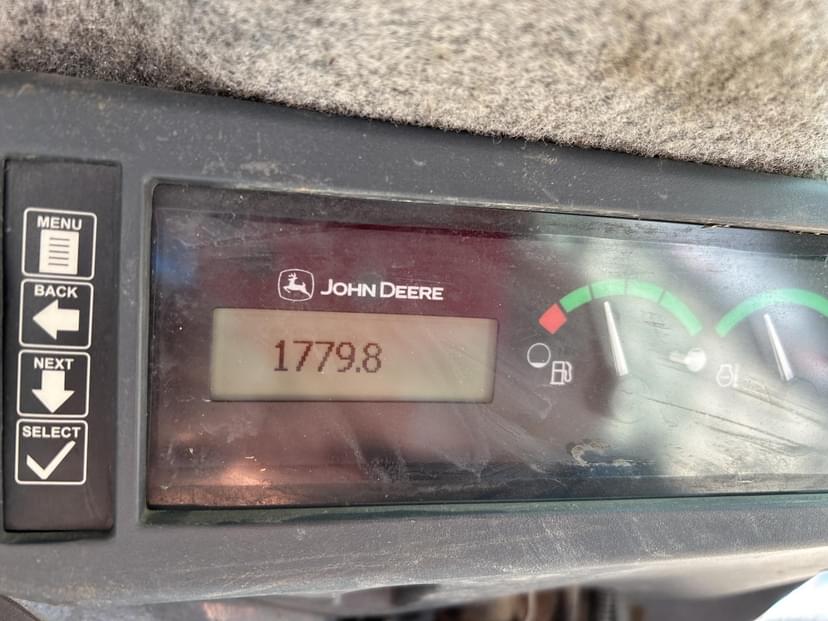 MENU
BACK
NEXT
SELECT
JOHN DEERE
1779.8